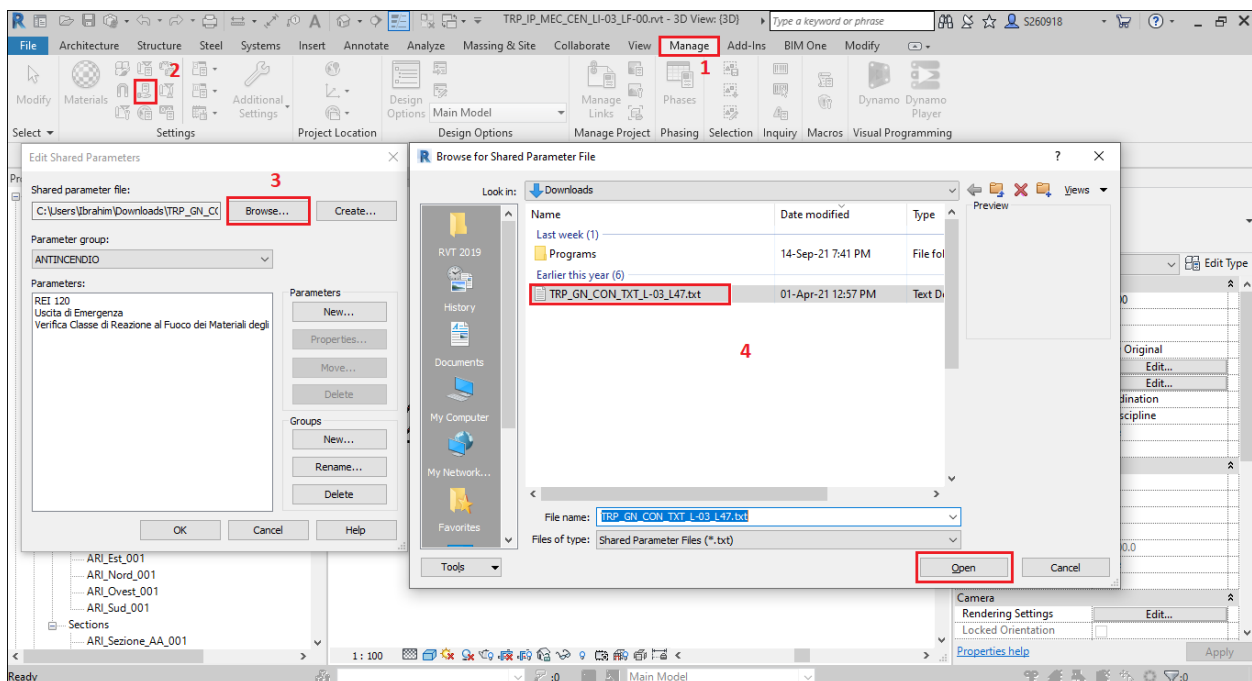 TRP_IP_MEC_CEN_LI-03_LF-00.rvt - 3D View: {3D}
Type a keyword or phrase
S260918
File Architecture Structure Steel Systems Insert Annotate Analyze Massing & Site Collaborate View Manage Add-Ins BIM One Modify
1
2
Modify
Materials
Additional Settings
Design Options
Main Model
Manage Links
Phases
Dynamo
Dynamo Player
Select
Settings
Project Location
Design Options
Manage Project
Phasing
Selection
Inquiry
Macros
Visual Programming
Edit Shared Parameters
3
Shared parameter file:
C:\Users\Ibrahim\Downloads\TRP_GN_CC
Browse...
Create...
Parameter group:
ANTINCENDIO
Parameters:
REI 120
Uscita di Emergenza
Verifica Classe di Reazione al Fuoco dei Materiali degli
Parameters
New...
Properties...
Move...
Delete
Groups
New...
Rename...
Delete
OK
Cancel
Help
Browse for Shared Parameter File
Look in:
Downloads
Views
RVT 2019
History
Documents
My Computer
My Network...
Favorites
Name Date modified Type
Last week (1)
Programs 14-Sep-21 7:41 PM File fol
Earlier this year (6)
TRP_GN_CON_TXT_L-03_L47.txt 01-Apr-21 12:57 PM Text D
4
Preview
File name: TRP_GN_CON_TXT_L-03_L47.txt
Files of type: Shared Parameter Files (*.txt)
Tools
Open
Cancel
Edit Type
Original
Edit...
Edit...
dination
scipline
00.0
Camera
Rendering Settings Edit...
Locked Orientation
Properties help
Apply
ARI_Est_001
ARI_Nord_001
ARI_Ovest_001
ARI_Sud_001
Sections
ARI_Sezione_AA_001
1 : 100
Ready
:0
Main Model
:0